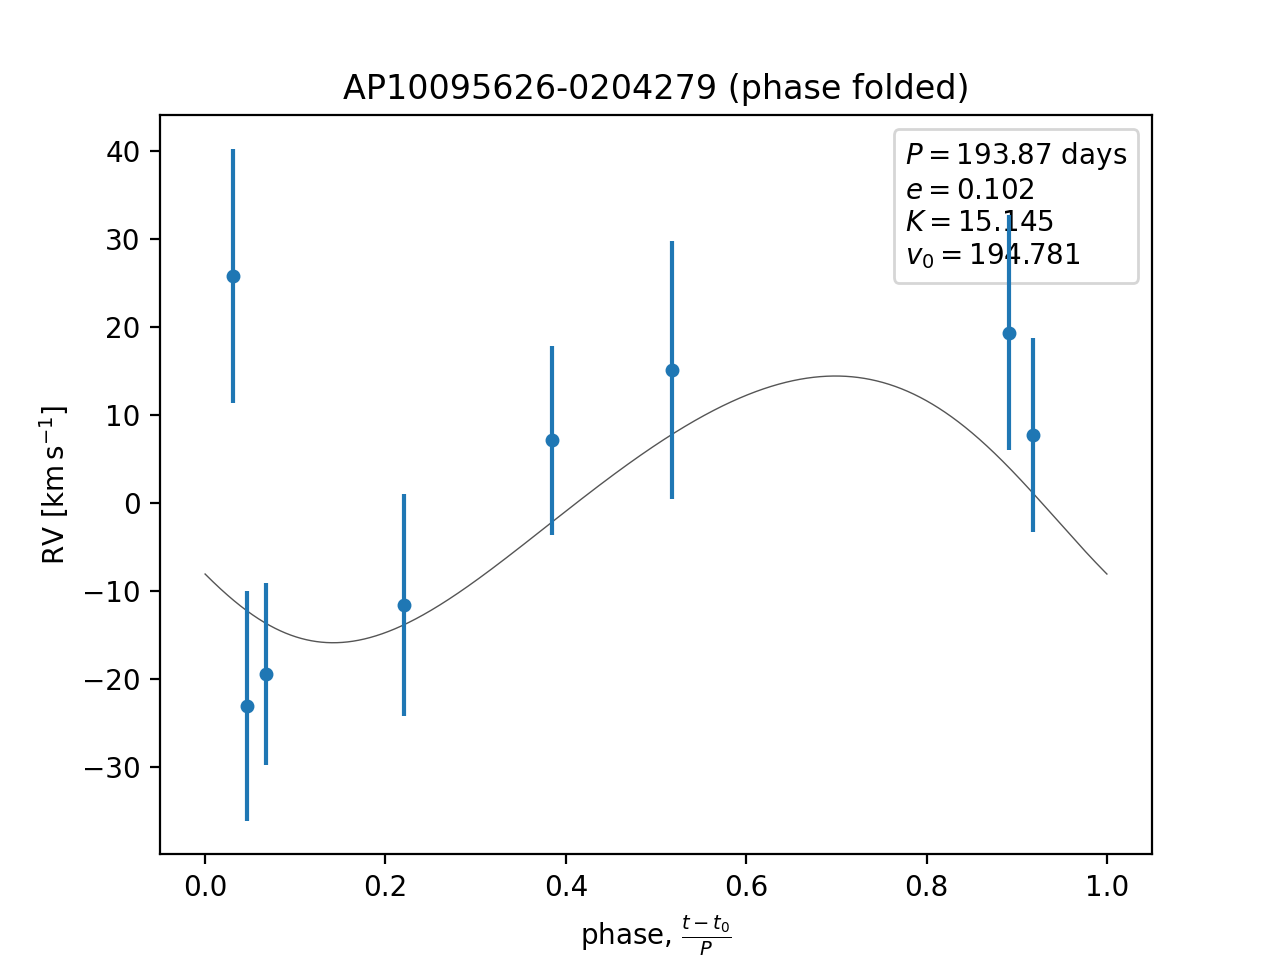 AP10095626-0204279 (phase folded)
P = 193.87 days
e = 0.102
K = 15.145
v₀ = 194.781
RV [km s⁻¹]
40
30
20
10
0
−10
−20
−30
0.0 0.2 0.4 0.6 0.8 1.0
phase, (t − t₀)/P